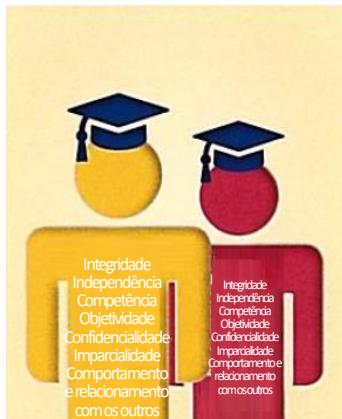 Integridade
Independência
Competência
Objetividade
Confidencialidade
Imparcialidade
Comportamento
e relacionamento
com os outros
Integridade
Independência
Competência
Objetividade
Confidencialidade
Imparcialidade
Comportamento e
relacionamento
com os outros